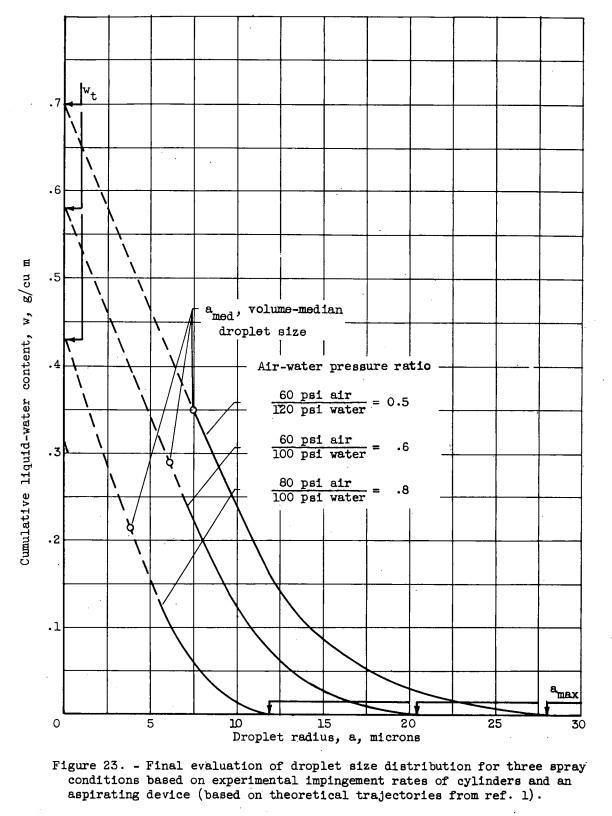 w_t
.7
.6
.5
.4
.3
.2
.1
0
5
10
15
20
25
30
Cumulative liquid-water content, w, g/cu m
a_med, volume-median
droplet size
Air-water pressure ratio
60 psi air
120 psi water = 0.5
60 psi air
100 psi water = .6
80 psi air
100 psi water = .8
a_max
Droplet radius, a, microns
Figure 23. - Final evaluation of droplet size distribution for three spray
conditions based on experimental impingement rates of cylinders and an
aspirating device (based on theoretical trajectories from ref. 1).